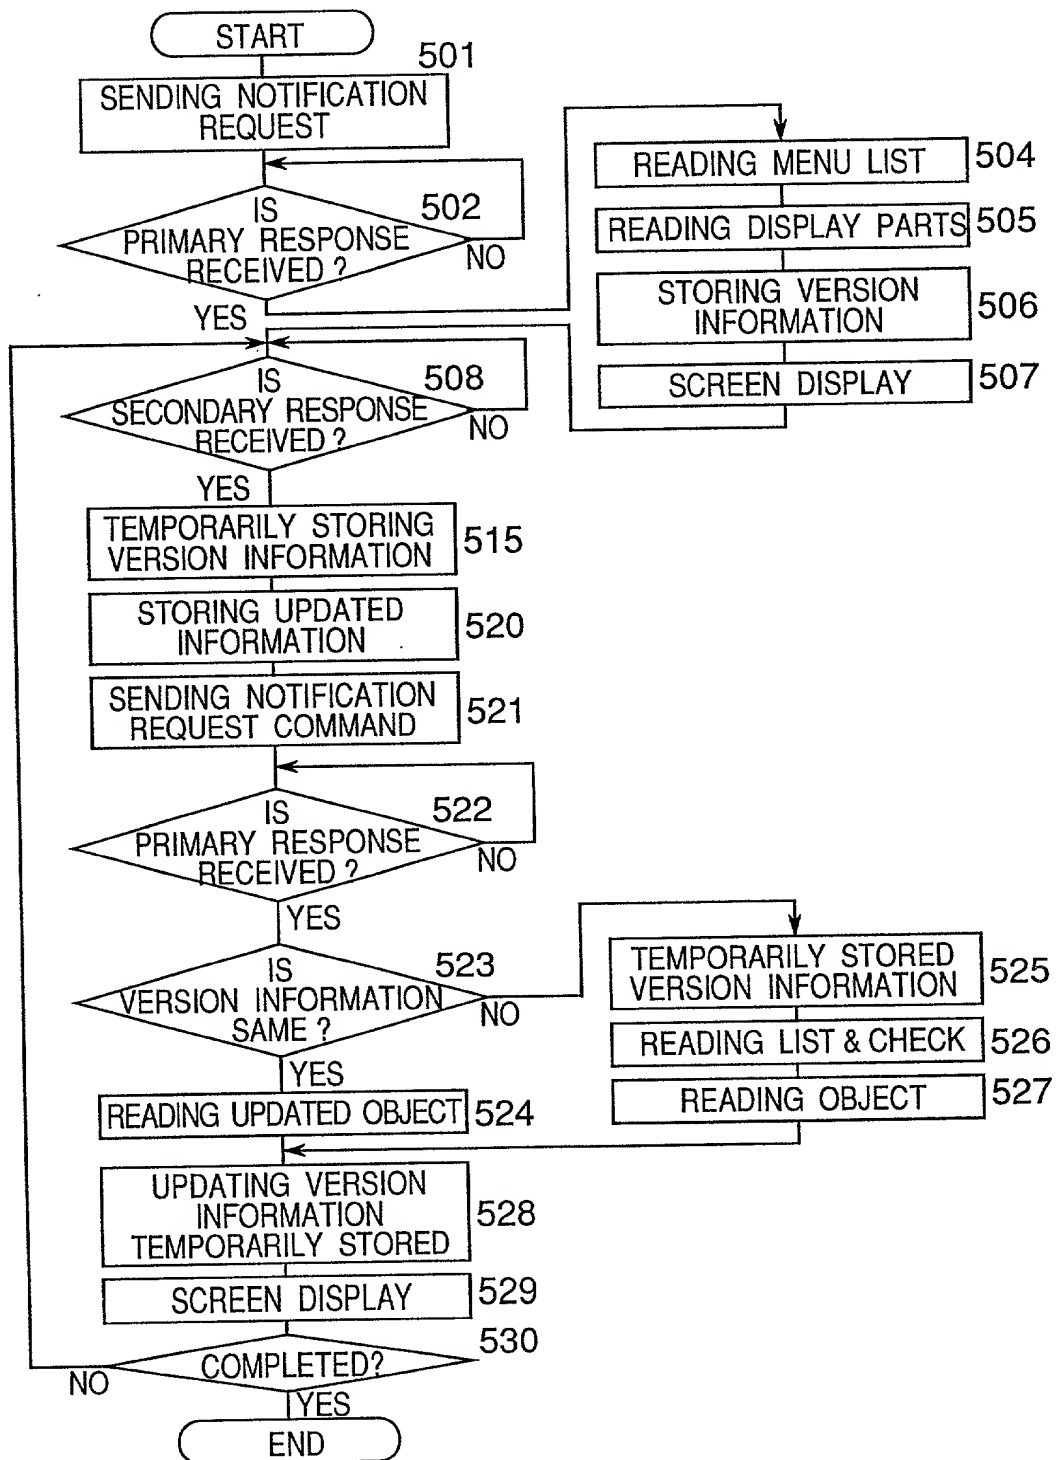 START
501
SENDING NOTIFICATION
REQUEST
IS
PRIMARY RESPONSE
RECEIVED ?
502
NO
YES
READING MENU LIST
504
READING DISPLAY PARTS
505
STORING VERSION
INFORMATION
506
SCREEN DISPLAY
507
IS
SECONDARY RESPONSE
RECEIVED ?
508
NO
YES
TEMPORARILY STORING
VERSION INFORMATION
515
STORING UPDATED
INFORMATION
520
SENDING NOTIFICATION
REQUEST COMMAND
521
IS
PRIMARY RESPONSE
RECEIVED ?
522
NO
YES
IS
VERSION INFORMATION
SAME ?
523
NO
YES
TEMPORARILY STORED
VERSION INFORMATION
525
READING LIST & CHECK
526
READING OBJECT
527
READING UPDATED OBJECT
524
UPDATING VERSION
INFORMATION
TEMPORARILY STORED
528
SCREEN DISPLAY
529
COMPLETED?
530
NO
YES
END